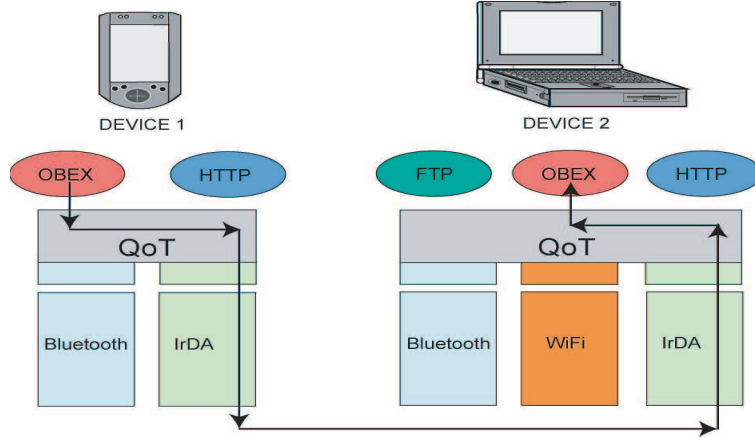 DEVICE 1
DEVICE 2
OBEX
HTTP
FTP
OBEX
HTTP
QoT
QoT
Bluetooth
IrDA
Bluetooth
WiFi
IrDA